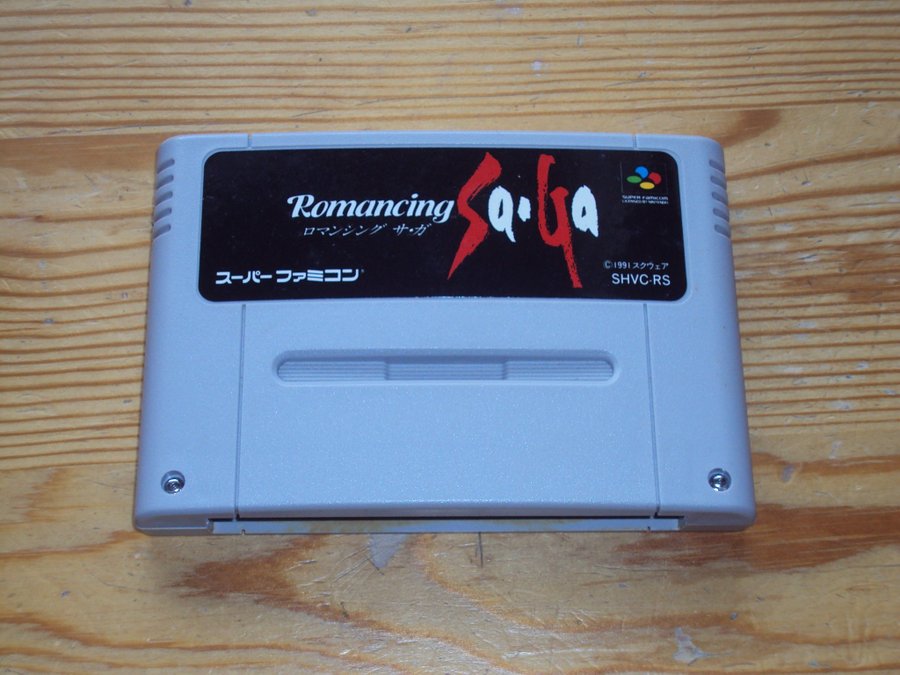 Romancing Sa・Ga
ロマンシング サ・ガ
SUPER FAMICOM
LICENSED BY NINTENDO
スーパーファミコン®
©1991 スクウェア
SHVC-RS